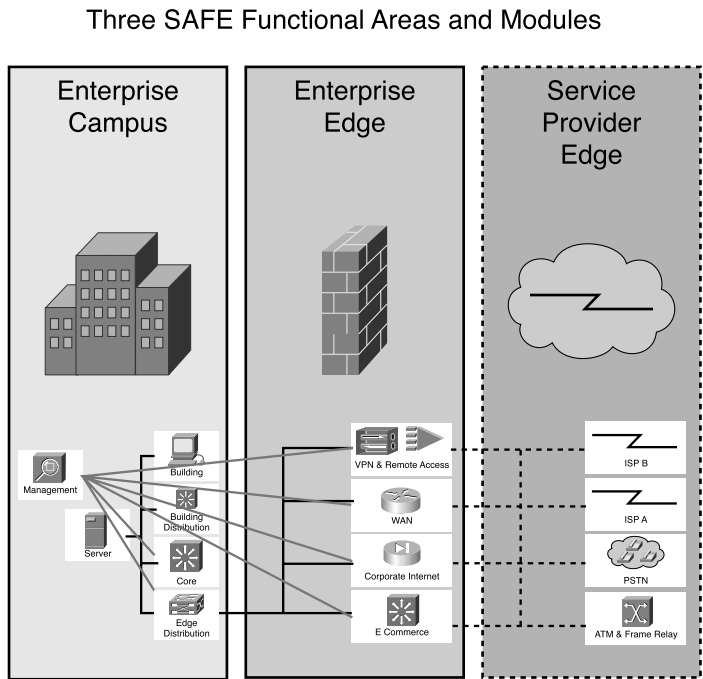 Three SAFE Functional Areas and Modules
Enterprise
Campus
Enterprise
Edge
Service
Provider
Edge
Management
Server
Building
Building
Distribution
Core
Edge
Distribution
VPN & Remote Access
WAN
Corporate Internet
E Commerce
ISP B
ISP A
PSTN
ATM & Frame Relay